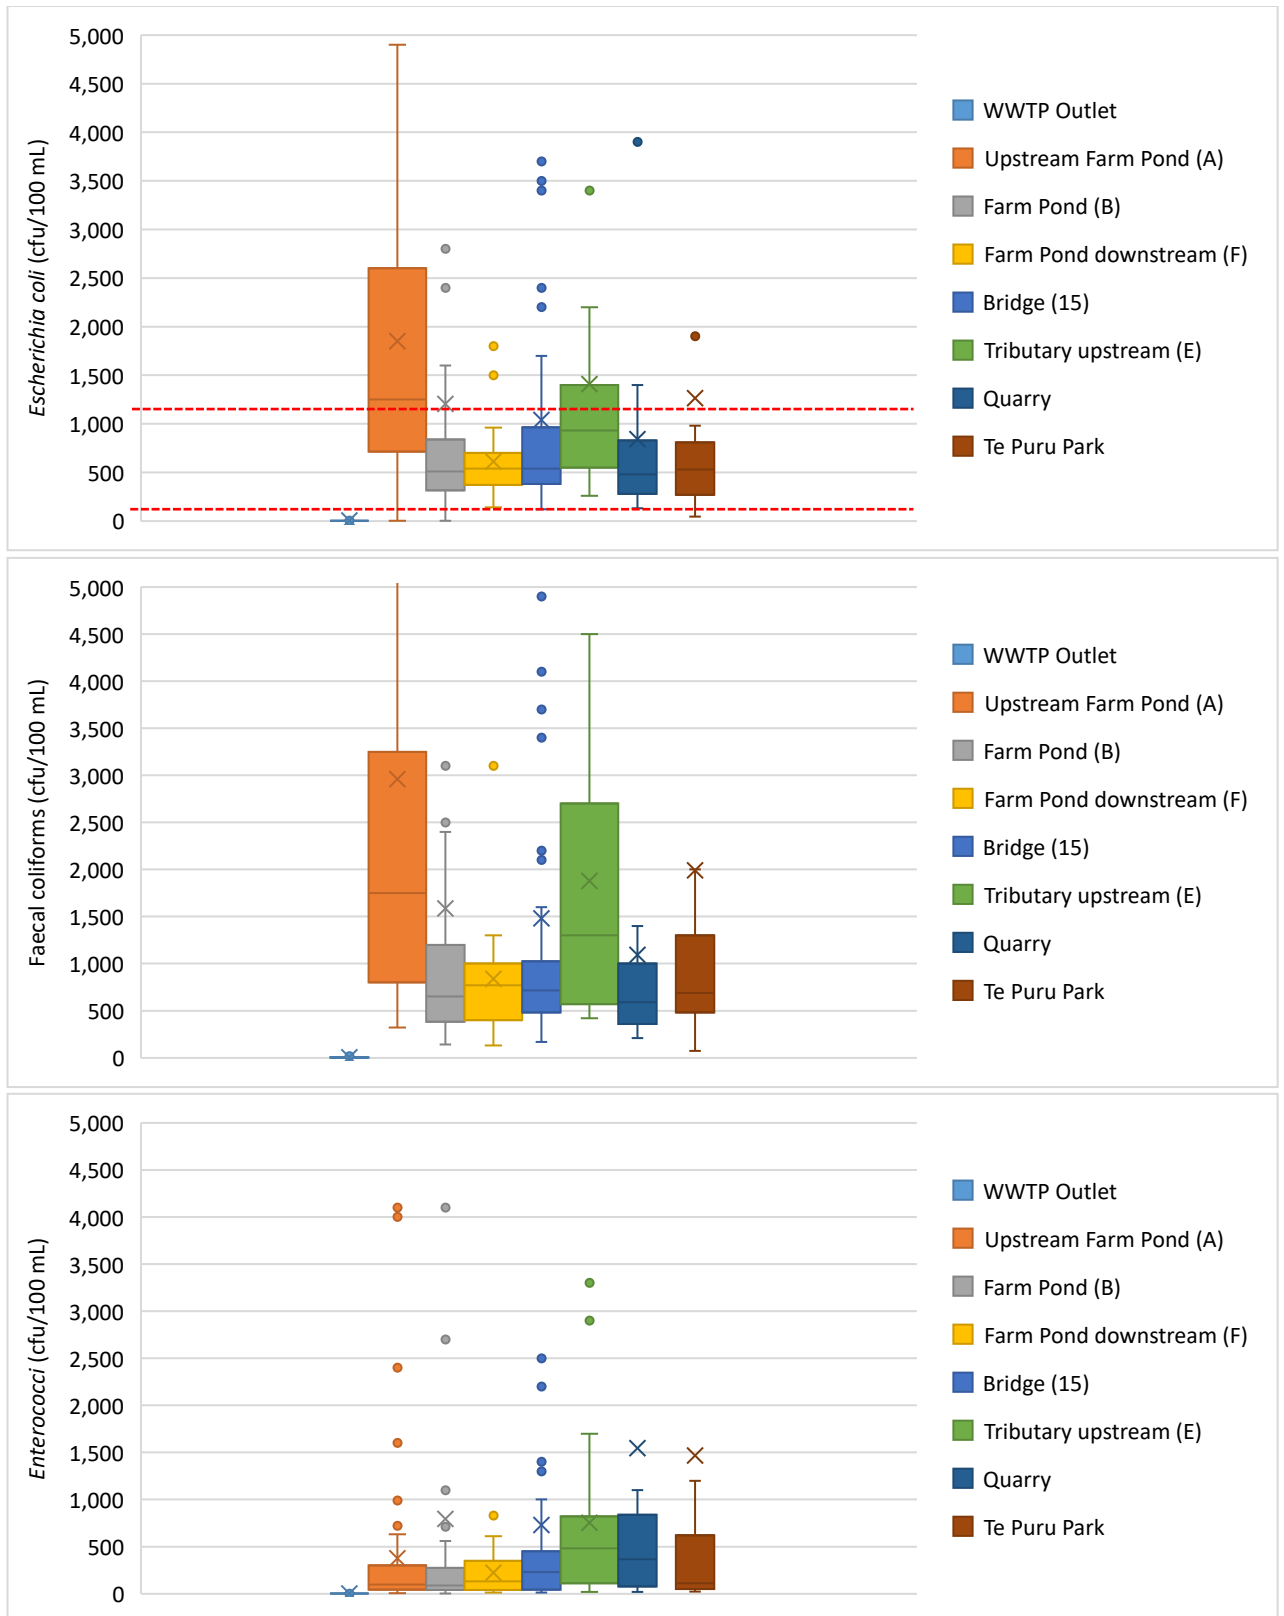 5,000
4,500
4,000
3,500
3,000
2,500
2,000
1,500
1,000
500
0
Escherichia coli (cfu/100 mL)
WWTP Outlet
Upstream Farm Pond (A)
Farm Pond (B)
Farm Pond downstream (F)
Bridge (15)
Tributary upstream (E)
Quarry
Te Puru Park
5,000
4,500
4,000
3,500
3,000
2,500
2,000
1,500
1,000
500
0
Faecal coliforms (cfu/100 mL)
WWTP Outlet
Upstream Farm Pond (A)
Farm Pond (B)
Farm Pond downstream (F)
Bridge (15)
Tributary upstream (E)
Quarry
Te Puru Park
5,000
4,500
4,000
3,500
3,000
2,500
2,000
1,500
1,000
500
0
Enterococci (cfu/100 mL)
WWTP Outlet
Upstream Farm Pond (A)
Farm Pond (B)
Farm Pond downstream (F)
Bridge (15)
Tributary upstream (E)
Quarry
Te Puru Park